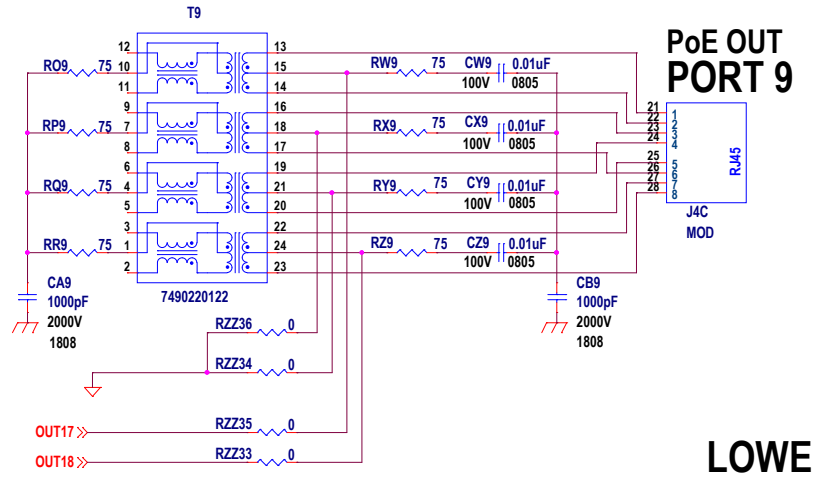 T9
PoE OUT
PORT 9
12
13
RO9 75 10
15
RW9 75 CW9 0.01uF
11
14
100V 0805
9
16
RP9 75 7
18
RX9 75 CX9 0.01uF
8
17
100V 0805
6
19
RQ9 75 4
21
RY9 75 CY9 0.01uF
5
20
100V 0805
3
22
RR9 75 1
24
RZ9 75 CZ9 0.01uF
2
23
100V 0805
21 1
22 2
23 3
24 4
25 5
26 6
27 7
28 8
RJ45
J4C
MOD
CA9
1000pF
2000V
1808
7490220122
CB9
1000pF
2000V
1808
RZZ36 0
RZZ34 0
OUT17 RZZ35 0
OUT18 RZZ33 0
LOWE